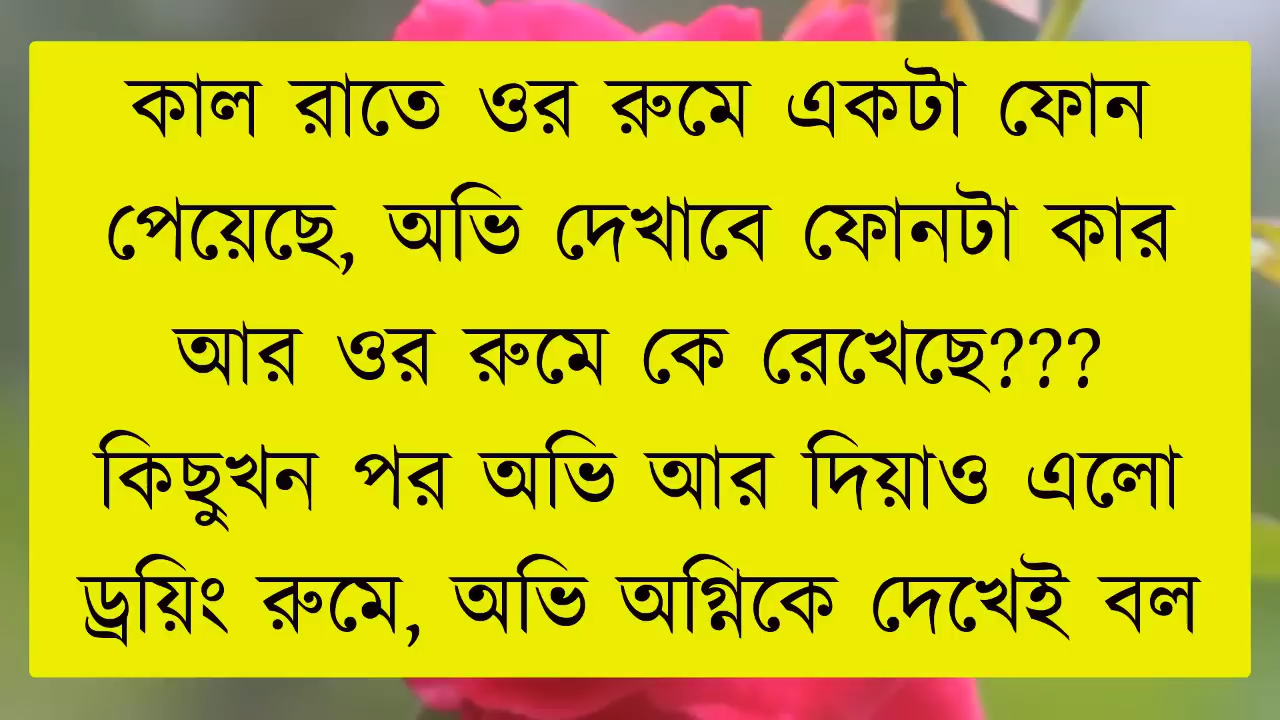 কাল রাতে ওর রুমে একটা ফোন
পেয়েছে, অভি দেখাবে ফোনটা কার
আর ওর রুমে কে রেখেছে???
কিছুখন পর অভি আর দিয়াও এলো
ড্রয়িং রুমে, অভি অগ্নিকে দেখেই বল